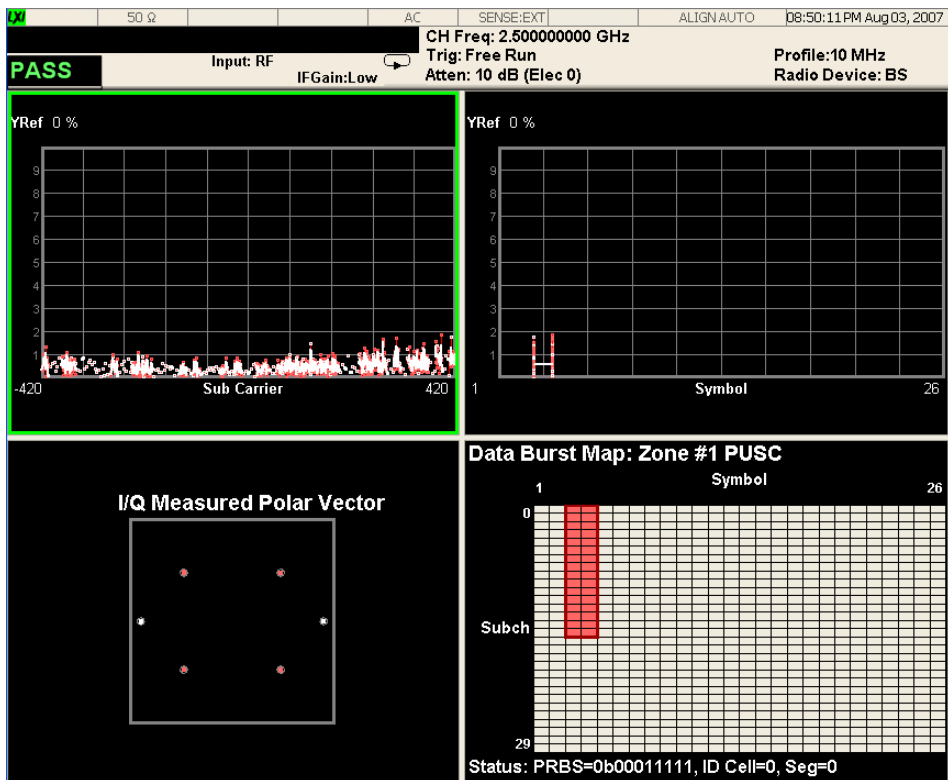 LXI 50 Ω AC SENSE:EXT ALIGN AUTO 08:50:11 PM Aug 03, 2007
CH Freq: 2.500000000 GHz
PASS
Input: RF
IFGain:Low
Trig: Free Run
Atten: 10 dB (Elec 0)
Profile:10 MHz
Radio Device: BS
YRef 0 %
9
8
7
6
5
4
3
2
1
-420 Sub Carrier 420
YRef 0 %
9
8
7
6
5
4
3
2
1
1 Symbol 26
I/Q Measured Polar Vector
Data Burst Map: Zone #1 PUSC
Symbol
1 26
0
Subch
29
Status: PRBS=0b00011111, ID Cell=0, Seg=0